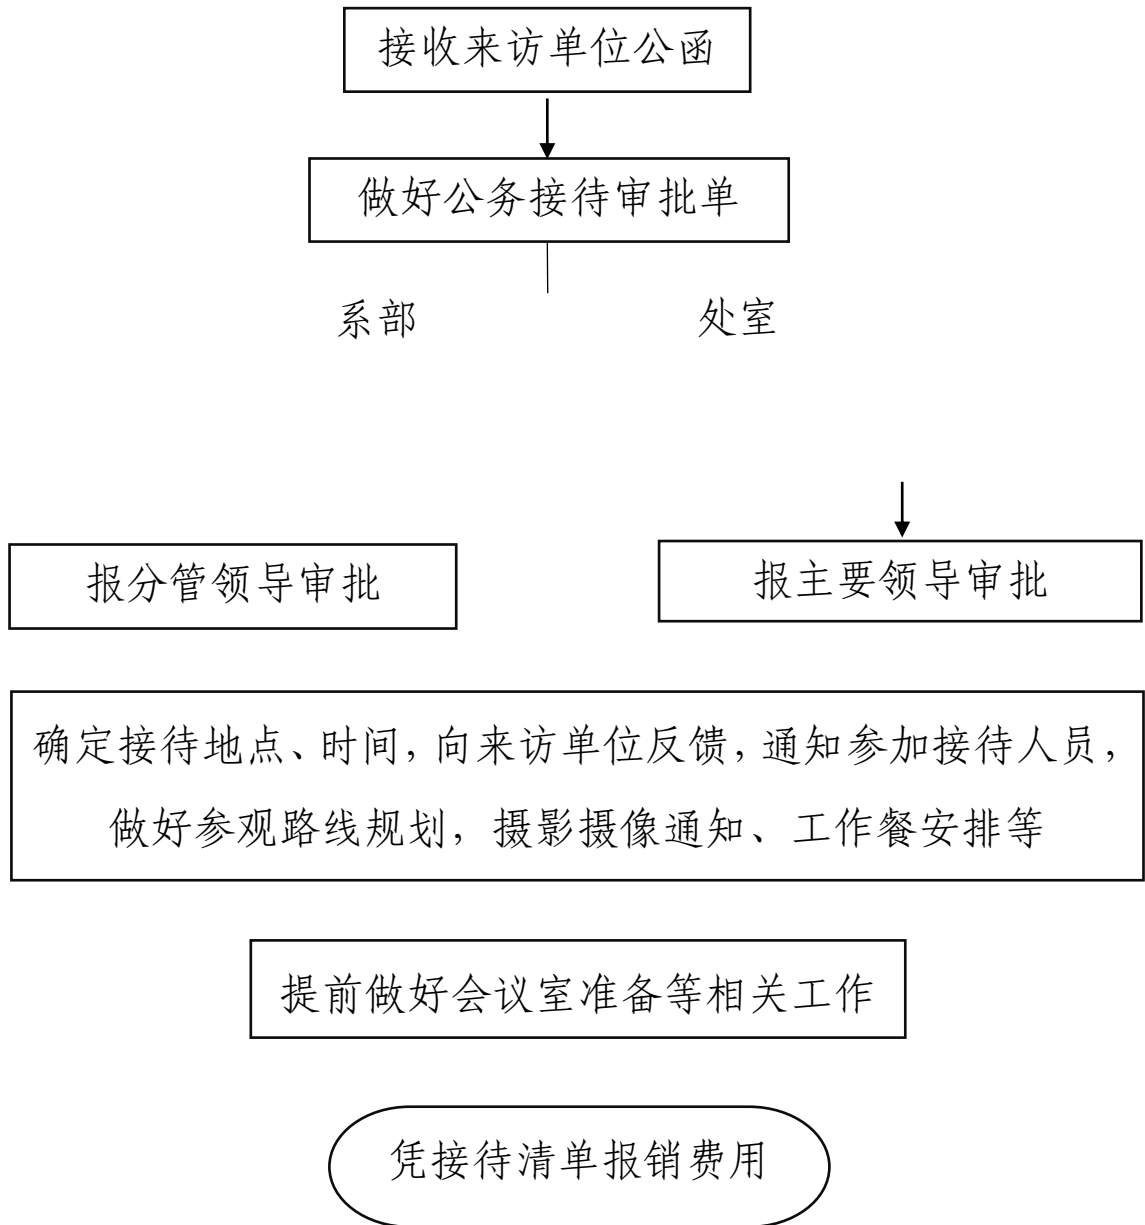 接收来访单位公函
做好公务接待审批单
系部
处室
报分管领导审批
报主要领导审批
确定接待地点、时间，向来访单位反馈，通知参加接待人员，
做好参观路线规划，摄影摄像通知、工作餐安排等
提前做好会议室准备等相关工作
凭接待清单报销费用